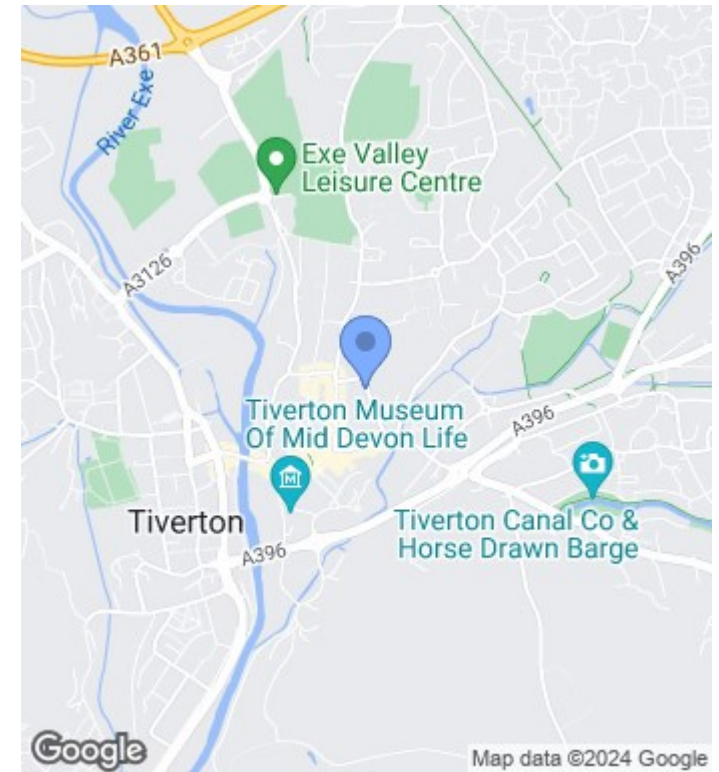 A361
River Exe
Exe Valley
Leisure Centre
A3126
A396
Tiverton Museum
Of Mid Devon Life
A396
Tiverton
Tiverton Canal Co &
Horse Drawn Barge
A396
Google
Map data ©2024 Google